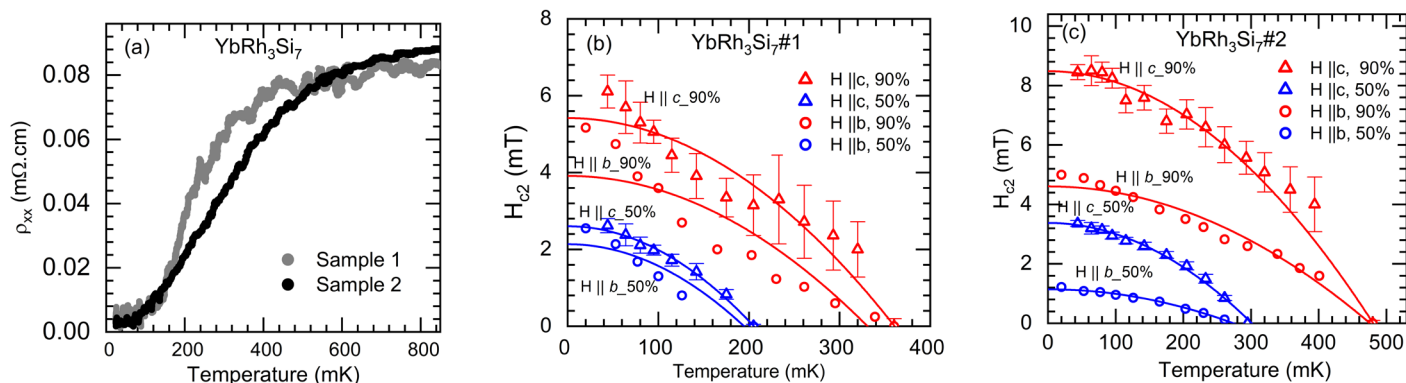 (a)
YbRh3Si7
ρxx (mΩ.cm)
0.08
0.06
0.04
0.02
0.00
Sample 1
Sample 2
200 400 600 800
Temperature (mK)
(b)
YbRh3Si7#1
Hc2 (mT)
6
4
2
0
H ||c, 90%
H ||c, 50%
H ||b, 90%
H ||b, 50%
H || c_90%
H || b_90%
H || c_50%
H || b_50%
0 100 200 300 400
Temperature (mK)
(c)
YbRh3Si7#2
Hc2 (mT)
10
8
6
4
2
0
H ||c, 90%
H ||c, 50%
H ||b, 90%
H ||b, 50%
H || c_90%
H || b_90%
H || c_50%
H || b_50%
0 100 200 300 400 500
Temperature (mK)